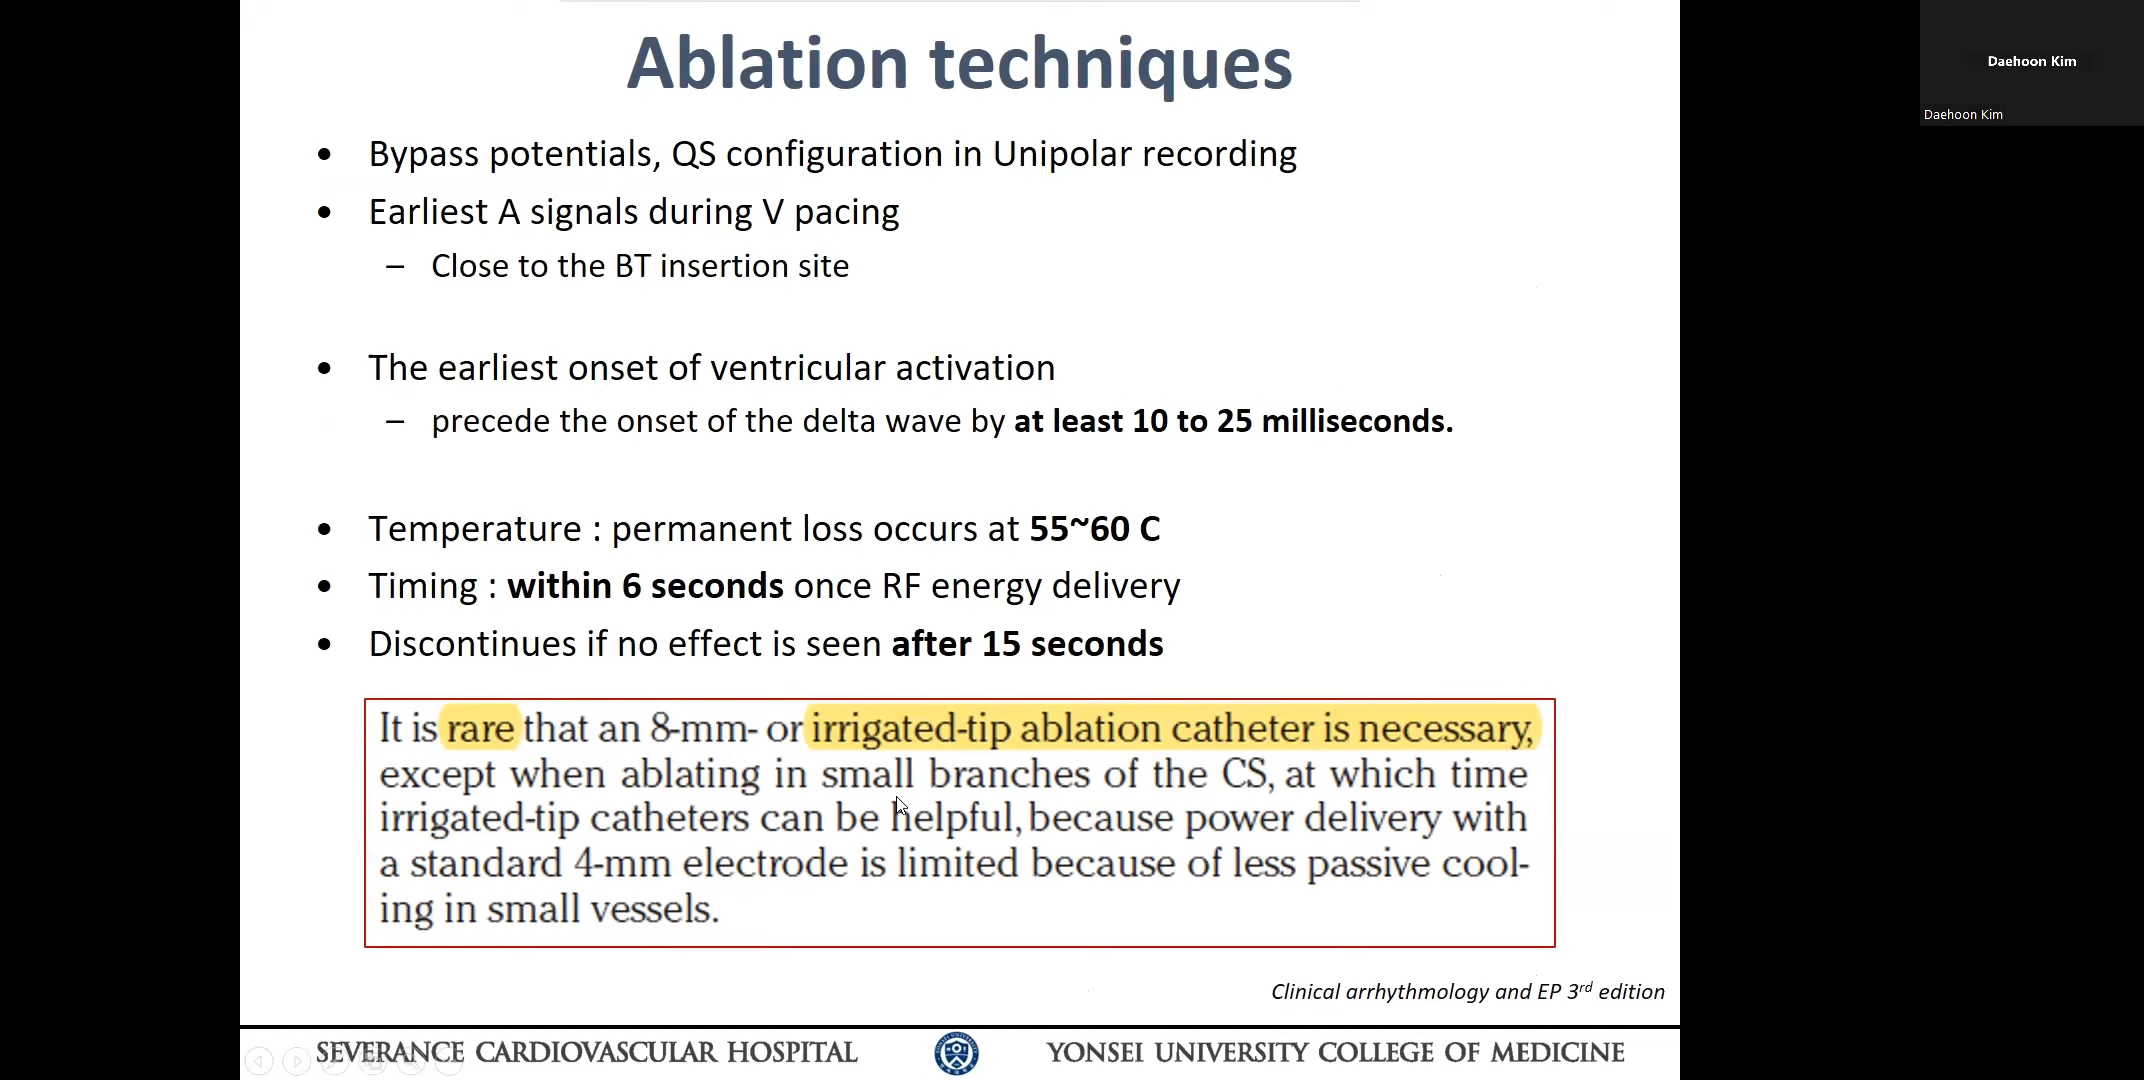 Ablation techniques
Daehoon Kim
Daehoon Kim
• Bypass potentials, QS configuration in Unipolar recording
• Earliest A signals during V pacing
– Close to the BT insertion site
• The earliest onset of ventricular activation
– precede the onset of the delta wave by at least 10 to 25 milliseconds.
• Temperature : permanent loss occurs at 55~60 C
• Timing : within 6 seconds once RF energy delivery
• Discontinues if no effect is seen after 15 seconds
It is rare that an 8-mm- or irrigated-tip ablation catheter is necessary,
except when ablating in small branches of the CS, at which time
irrigated-tip catheters can be helpful, because power delivery with
a standard 4-mm electrode is limited because of less passive cool-
ing in small vessels.
Clinical arrhythmology and EP 3rd edition
SEVERANCE CARDIOVASCULAR HOSPITAL
YONSEI UNIVERSITY COLLEGE OF MEDICINE